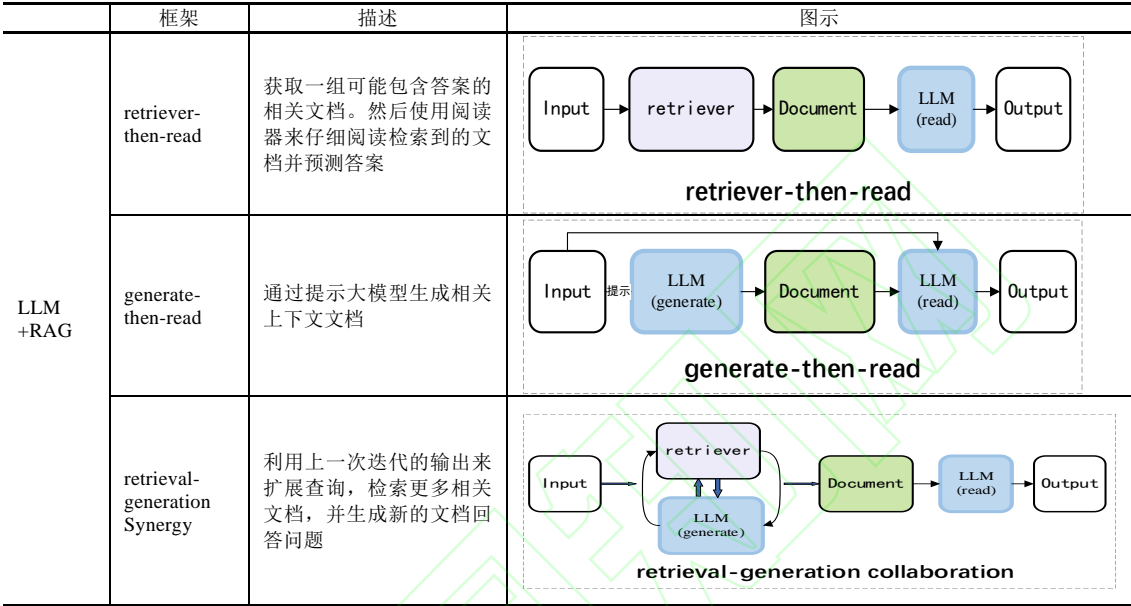 框架 描述 图示
LLM
+RAG
retriever-
then-read
获取一组可能包含答案的
相关文档。然后使用阅读
器来仔细阅读检索到的文
档并预测答案
Input retriever Document LLM
(read) Output
retriever-then-read
generate-
then-read
通过提示大模型生成相关
上下文文档
Input 提示 LLM
(generate) Document LLM
(read) Output
generate-then-read
retrieval-
generation
Synergy
利用上一次迭代的输出来
扩展查询，检索更多相关
文档，并生成新的文档回
答问题
retriever
Input Document LLM
(read) Output
LLM
(generate)
retrieval-generation collaboration